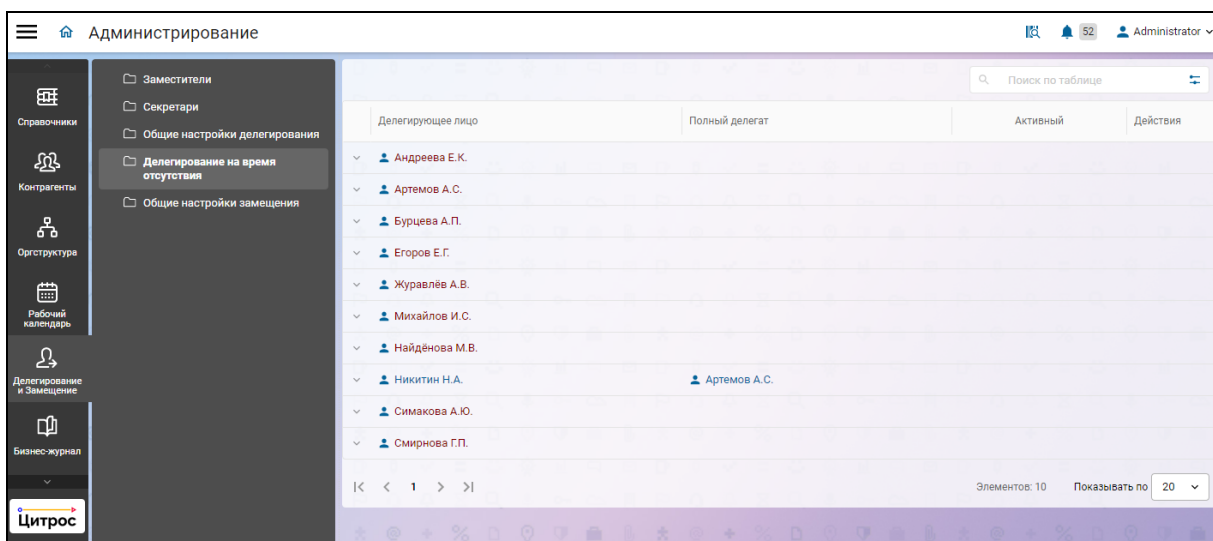 Администрирование
52
Administrator
Справочники
Контрагенты
Оргструктура
Рабочий
календарь
Делегирование
и Замещение
Бизнес-журнал
Цитрос
Заместители
Секретари
Общие настройки делегирования
Делегирование на время
отсутствия
Общие настройки замещения
Поиск по таблице
Делегирующее лицо Полный делегат Активный Действия
Андреева Е.К.
Артемов А.С.
Бурцева А.П.
Егоров Е.Г.
Журавлёв А.В.
Михайлов И.С.
Найдёнова М.В.
Никитин Н.А. Артемов А.С.
Симакова А.Ю.
Смирнова Г.П.
1 Элементов: 10 Показывать по 20